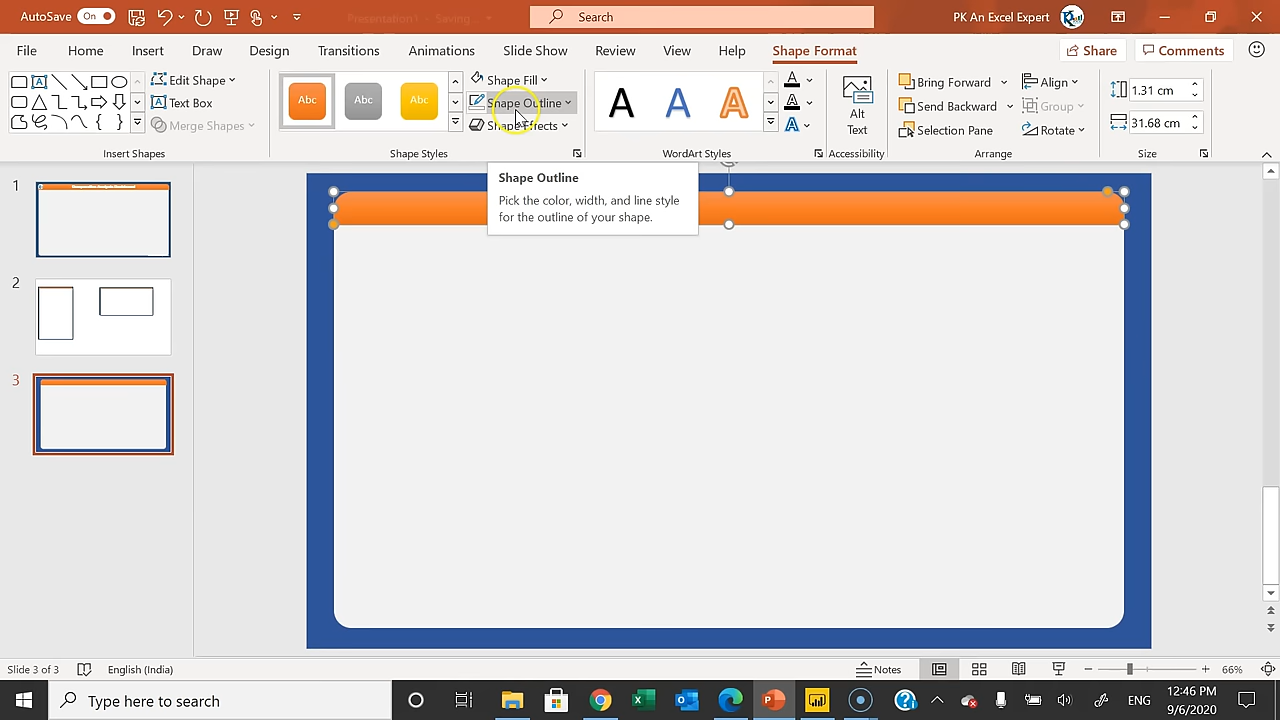 AutoSave On Presentation1 - Saving... Search PK An Excel Expert
File Home Insert Draw Design Transitions Animations Slide Show Review View Help Shape Format Share Comments
Abc Abc Abc
Edit Shape
Text Box
Merge Shapes
Insert Shapes
Shape Fill
Shape Outline
Shape Effects
Shape Styles
A A A
A
A
A
WordArt Styles
Alt
Text
Accessibility
Bring Forward
Send Backward
Selection Pane
Align
Group
Rotate
Arrange
1.31 cm
31.68 cm
Size
Shape Outline
Pick the color, width, and line style
for the outline of your shape.
1
2
3
Slide 3 of 3 English (India) Notes 66%
Type here to search
ENG
12:46 PM
9/6/2020